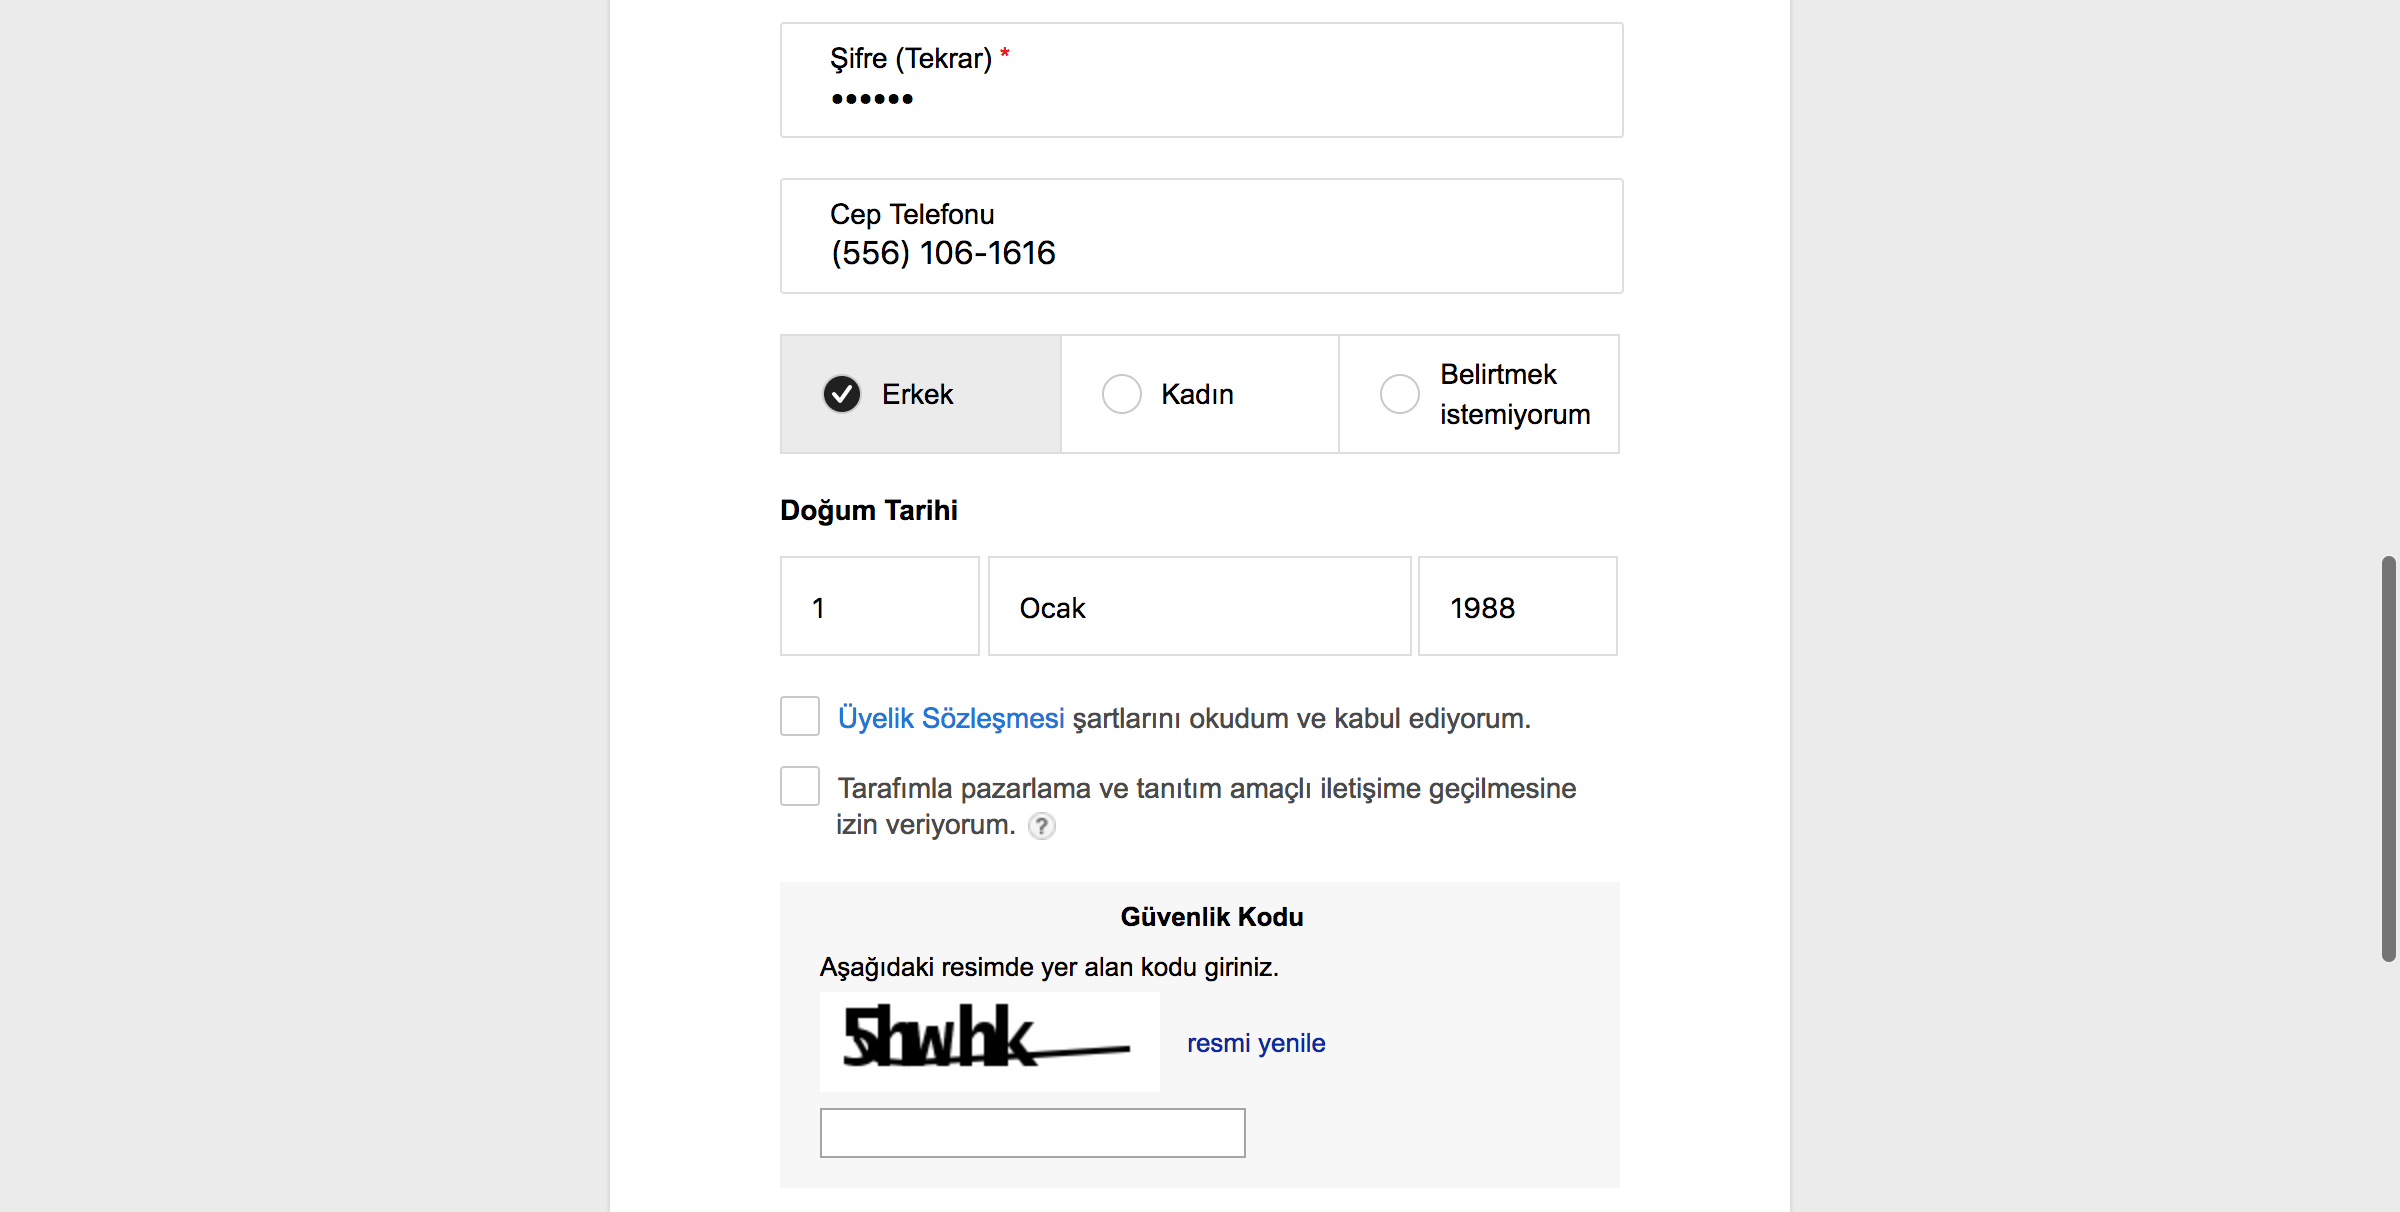 Şifre (Tekrar) *
••••••
Cep Telefonu
(556) 106-1616
Erkek
Kadın
Belirtmek
istemiyorum
Doğum Tarihi
1
Ocak
1988
Üyelik Sözleşmesi şartlarını okudum ve kabul ediyorum.
Tarafımla pazarlama ve tanıtım amaçlı iletişime geçilmesine
izin veriyorum. ?
Güvenlik Kodu
Aşağıdaki resimde yer alan kodu giriniz.
5hwhk
resmi yenile